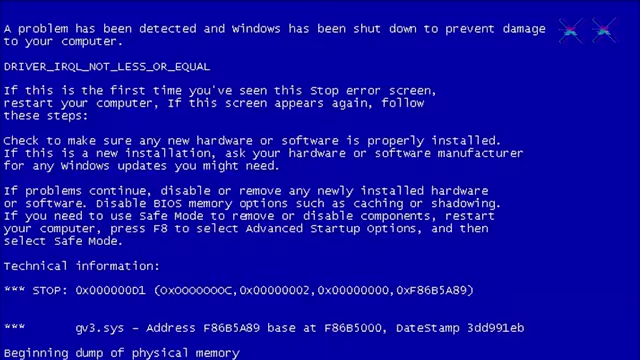 A problem has been detected and Windows has been shut down to prevent damage
to your computer.
DRIVER_IRQL_NOT_LESS_OR_EQUAL
If this is the first time you've seen this Stop error screen,
restart your computer, If this screen appears again, follow
these steps:
Check to make sure any new hardware or software is properly installed.
If this is a new installation, ask your hardware or software manufacturer
for any Windows updates you might need.
If problems continue, disable or remove any newly installed hardware
or software. Disable BIOS memory options such as caching or shadowing.
If you need to use Safe Mode to remove or disable components, restart
your computer, press F8 to select Advanced Startup Options, and then
select Safe Mode.
Technical information:
*** STOP: 0x000000D1 (0x0000000C,0x00000002,0x00000000,0xF86B5A89)
*** gv3.sys – Address F86B5A89 base at F86B5000, DateStamp 3dd991eb
Beginning dump of physical memory